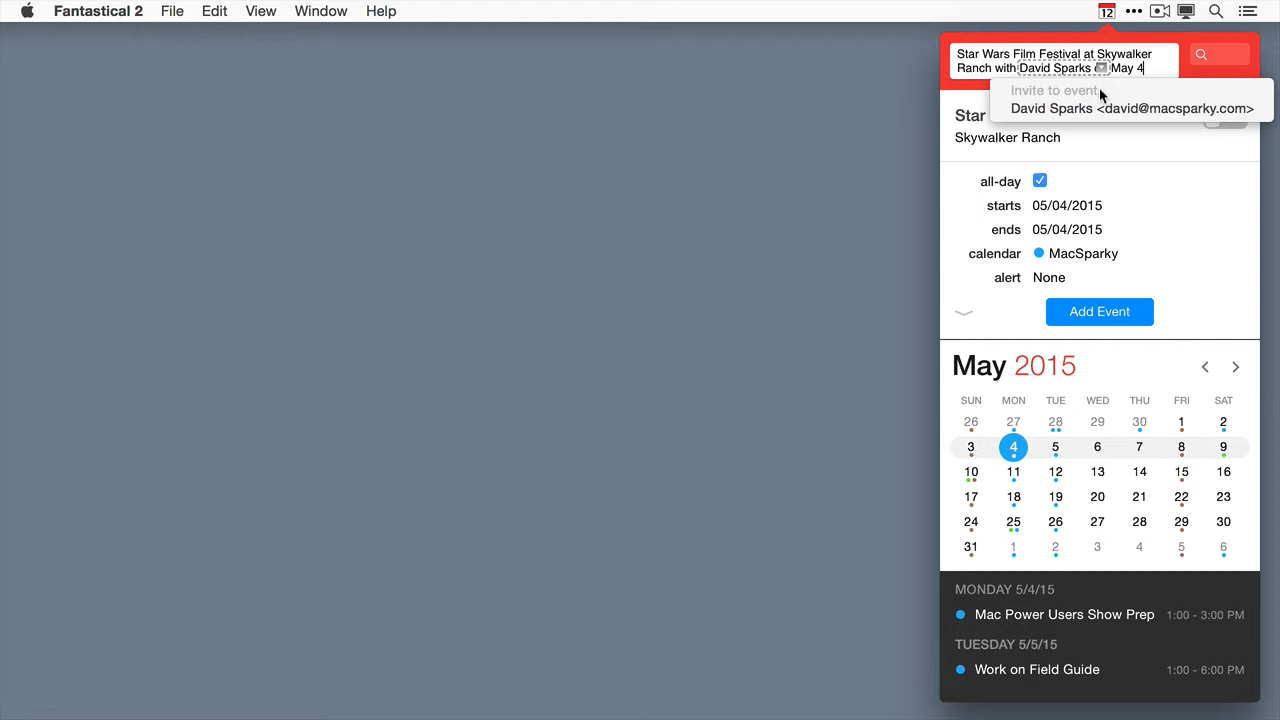 Fantastical 2 File Edit View Window Help
12
Star Wars Film Festival at Skywalker
Ranch with David Sparks May 4
Invite to event
David Sparks <david@macsparky.com>
Star
Skywalker Ranch
all-day
starts 05/04/2015
ends 05/04/2015
calendar MacSparky
alert None
Add Event
May 2015
SUN MON TUE WED THU FRI SAT
26 27 28 29 30 1 2
3 4 5 6 7 8 9
10 11 12 13 14 15 16
17 18 19 20 21 22 23
24 25 26 27 28 29 30
31 1 2 3 4 5 6
MONDAY 5/4/15
Mac Power Users Show Prep 1:00 - 3:00 PM
TUESDAY 5/5/15
Work on Field Guide 1:00 - 6:00 PM